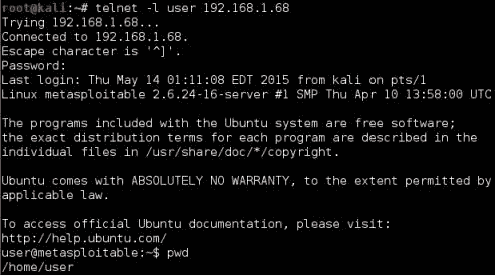 root@kali:~# telnet -l user 192.168.1.68
Trying 192.168.1.68...
Connected to 192.168.1.68.
Escape character is '^]'.
Password:
Last login: Thu May 14 01:11:08 EDT 2015 from kali on pts/1
Linux metasploitable 2.6.24-16-server #1 SMP Thu Apr 10 13:58:00 UTC

The programs included with the Ubuntu system are free software;
the exact distribution terms for each program are described in the
individual files in /usr/share/doc/*/copyright.

Ubuntu comes with ABSOLUTELY NO WARRANTY, to the extent permitted by
applicable law.

To access official Ubuntu documentation, please visit:
http://help.ubuntu.com/
user@metasploitable:~$ pwd
/home/user